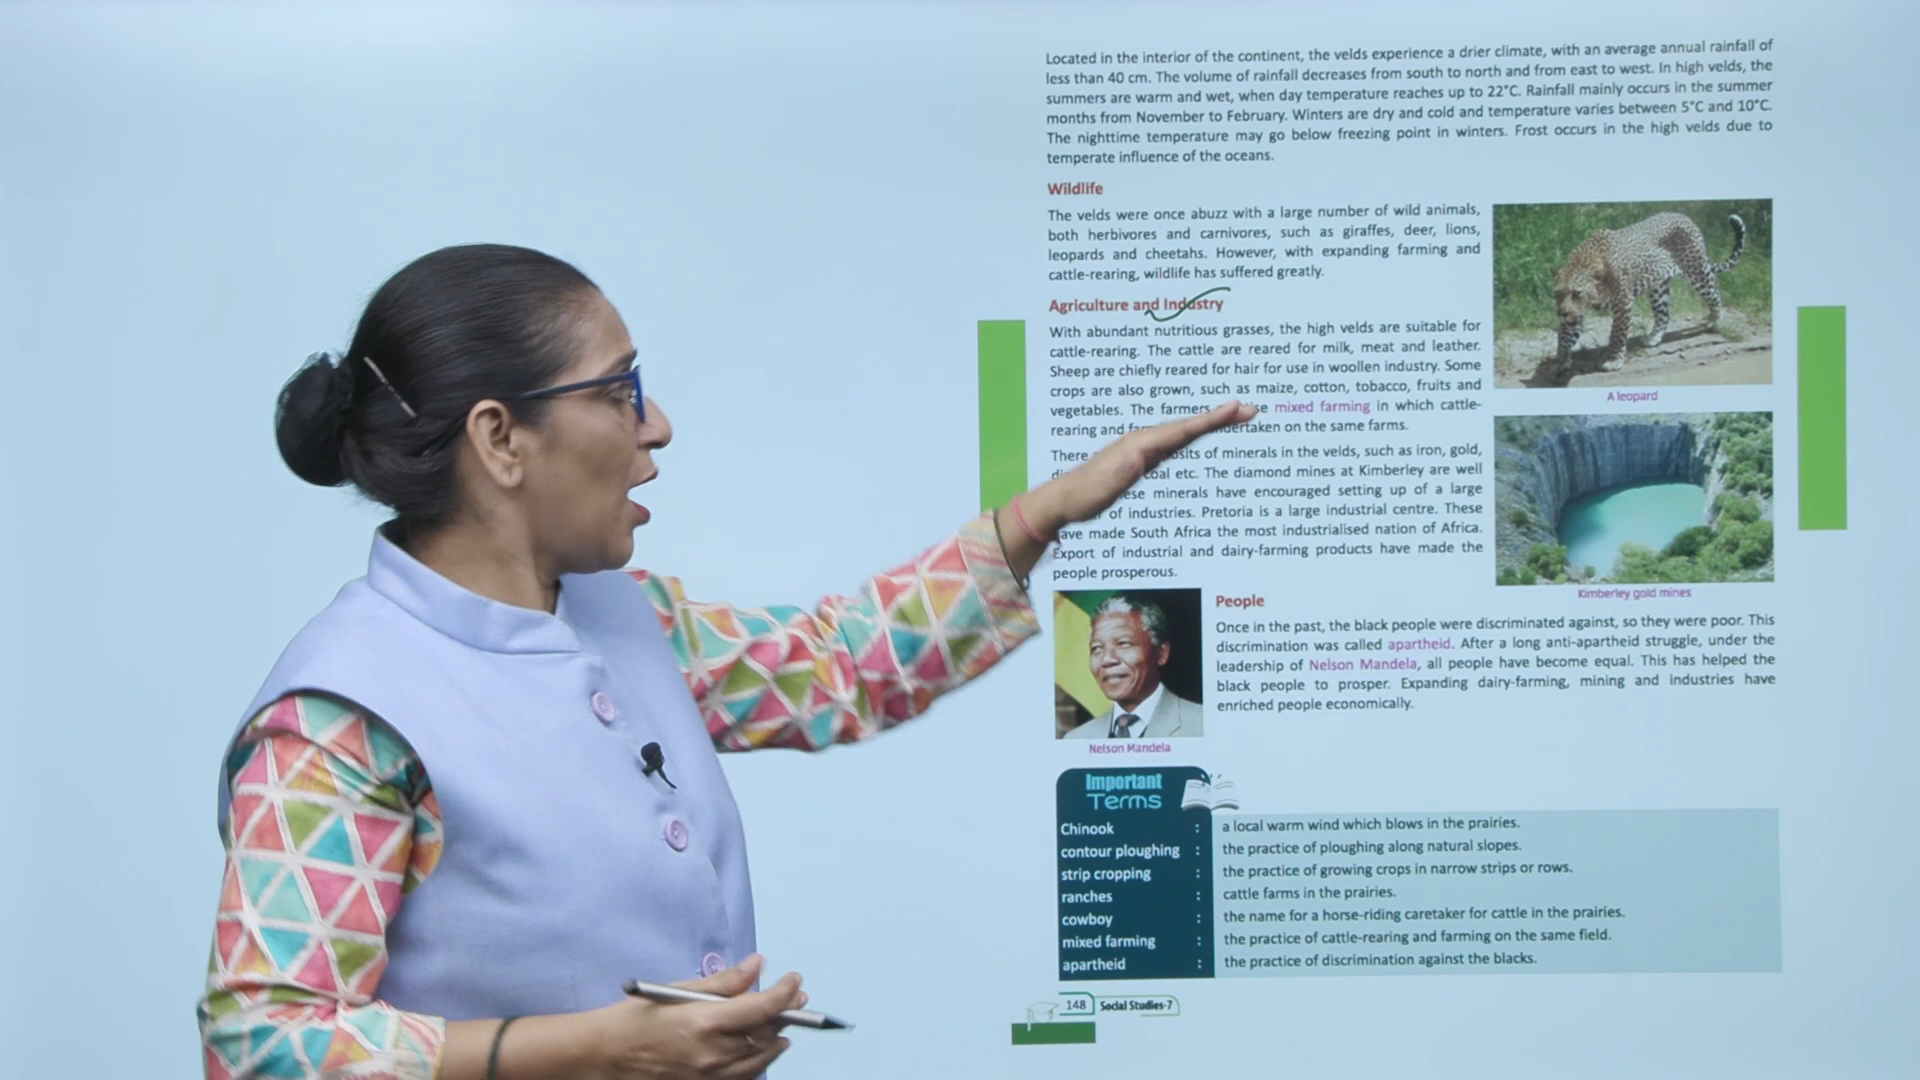 Located in the interior of the continent, the velds experience a drier climate, with an average annual rainfall of
less than 40 cm. The volume of rainfall decreases from south to north and from east to west. In high velds, the
summers are warm and wet, when day temperature reaches up to 22°C. Rainfall mainly occurs in the summer
months from November to February. Winters are dry and cold and temperature varies between 5°C and 10°C.
The nighttime temperature may go below freezing point in winters. Frost occurs in the high velds due to
temperate influence of the oceans.
Wildlife
The velds were once abuzz with a large number of wild animals,
both herbivores and carnivores, such as giraffes, deer, lions,
leopards and cheetahs. However, with expanding farming and
cattle-rearing, wildlife has suffered greatly.
A leopard
Agriculture and Industry
With abundant nutritious grasses, the high velds are suitable for
cattle-rearing. The cattle are reared for milk, meat and leather.
Sheep are chiefly reared for hair for use in woollen industry. Some
crops are also grown, such as maize, cotton, tobacco, fruits and
vegetables. The farmers mixed farming in which cattle-
rearing and on the same farms.
There of minerals in the velds, such as iron, gold,
etc. The diamond mines at Kimberley are well
minerals have encouraged setting up of a large
of industries. Pretoria is a large industrial centre. These
have made South Africa the most industrialised nation of Africa.
Export of industrial and dairy-farming products have made the
people prosperous.
Kimberley gold mines
People
Once in the past, the black people were discriminated against, so they were poor. This
discrimination was called apartheid. After a long anti-apartheid struggle, under the
leadership of Nelson Mandela, all people have become equal. This has helped the
black people to prosper. Expanding dairy-farming, mining and industries have
enriched people economically.
Nelson Mandela
Important
Terms
Chinook : a local warm wind which blows in the prairies.
contour ploughing : the practice of ploughing along natural slopes.
strip cropping : the practice of growing crops in narrow strips or rows.
ranches : cattle farms in the prairies.
cowboy : the name for a horse-riding caretaker for cattle in the prairies.
mixed farming : the practice of cattle-rearing and farming on the same field.
apartheid : the practice of discrimination against the blacks.
148 Social Studies-7